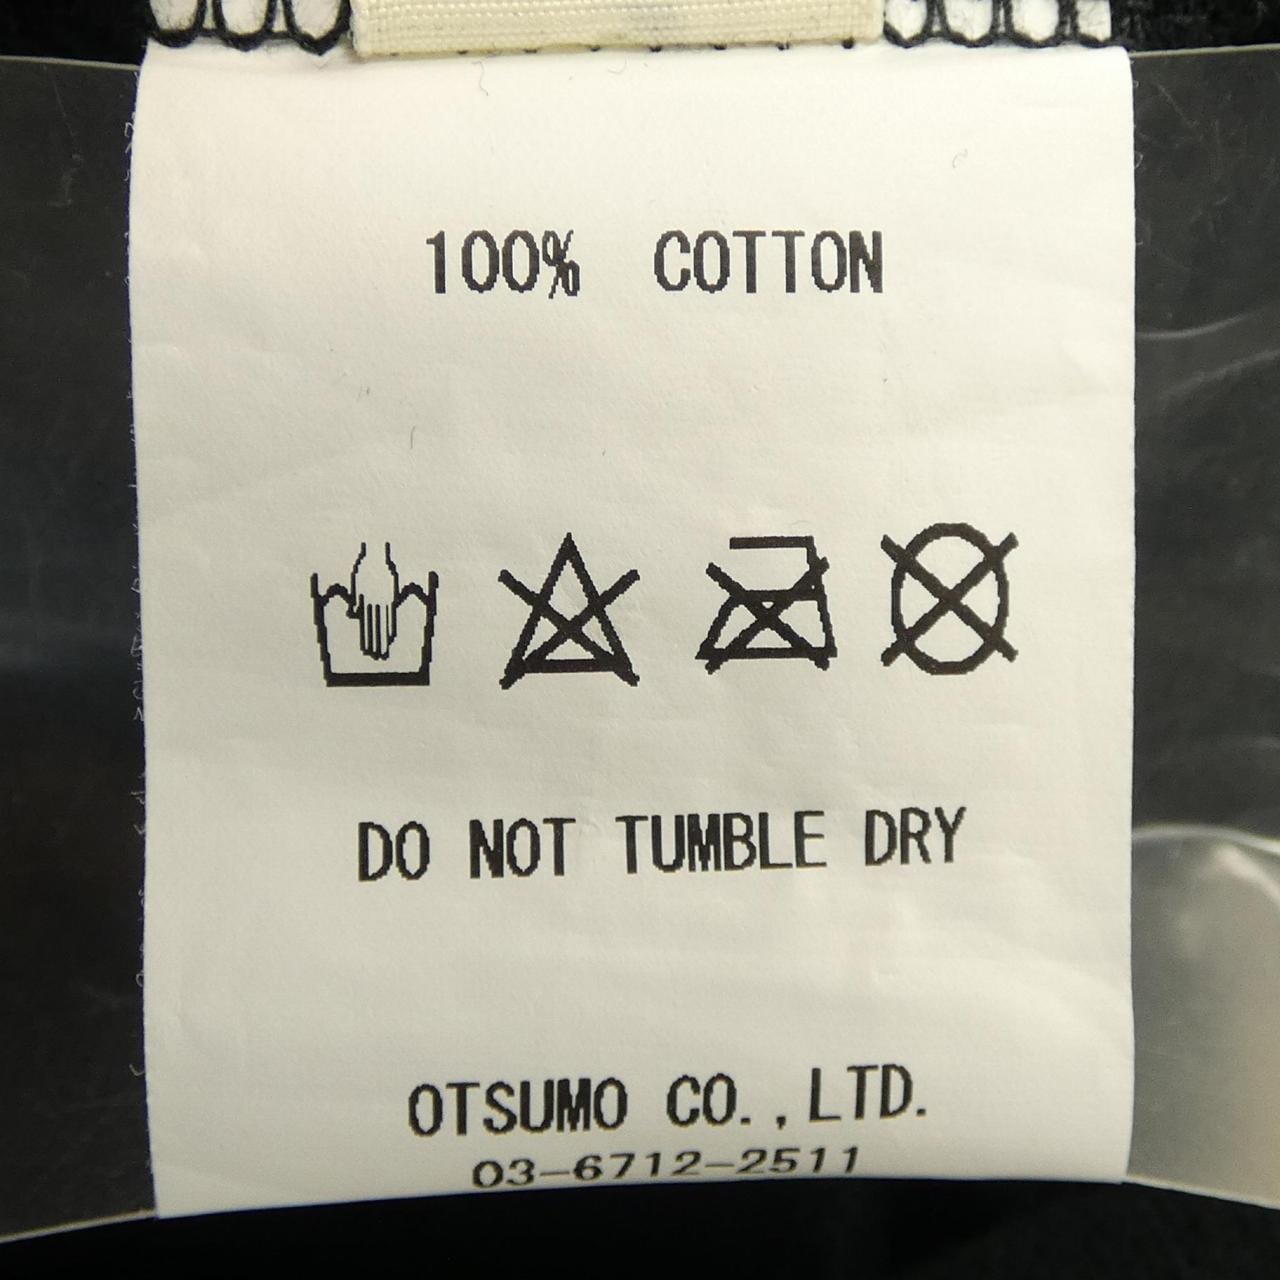 100% COTTON
DO NOT TUMBLE DRY
OTSUMO CO.,LTD.
03-6712-2511